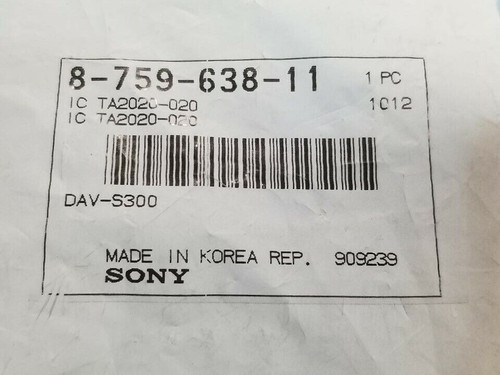 8-759-638-11 1 PC
IC TA2020-020 1012
IC TA2020-020
DAV-S300
MADE IN KOREA REP. 909239
SONY